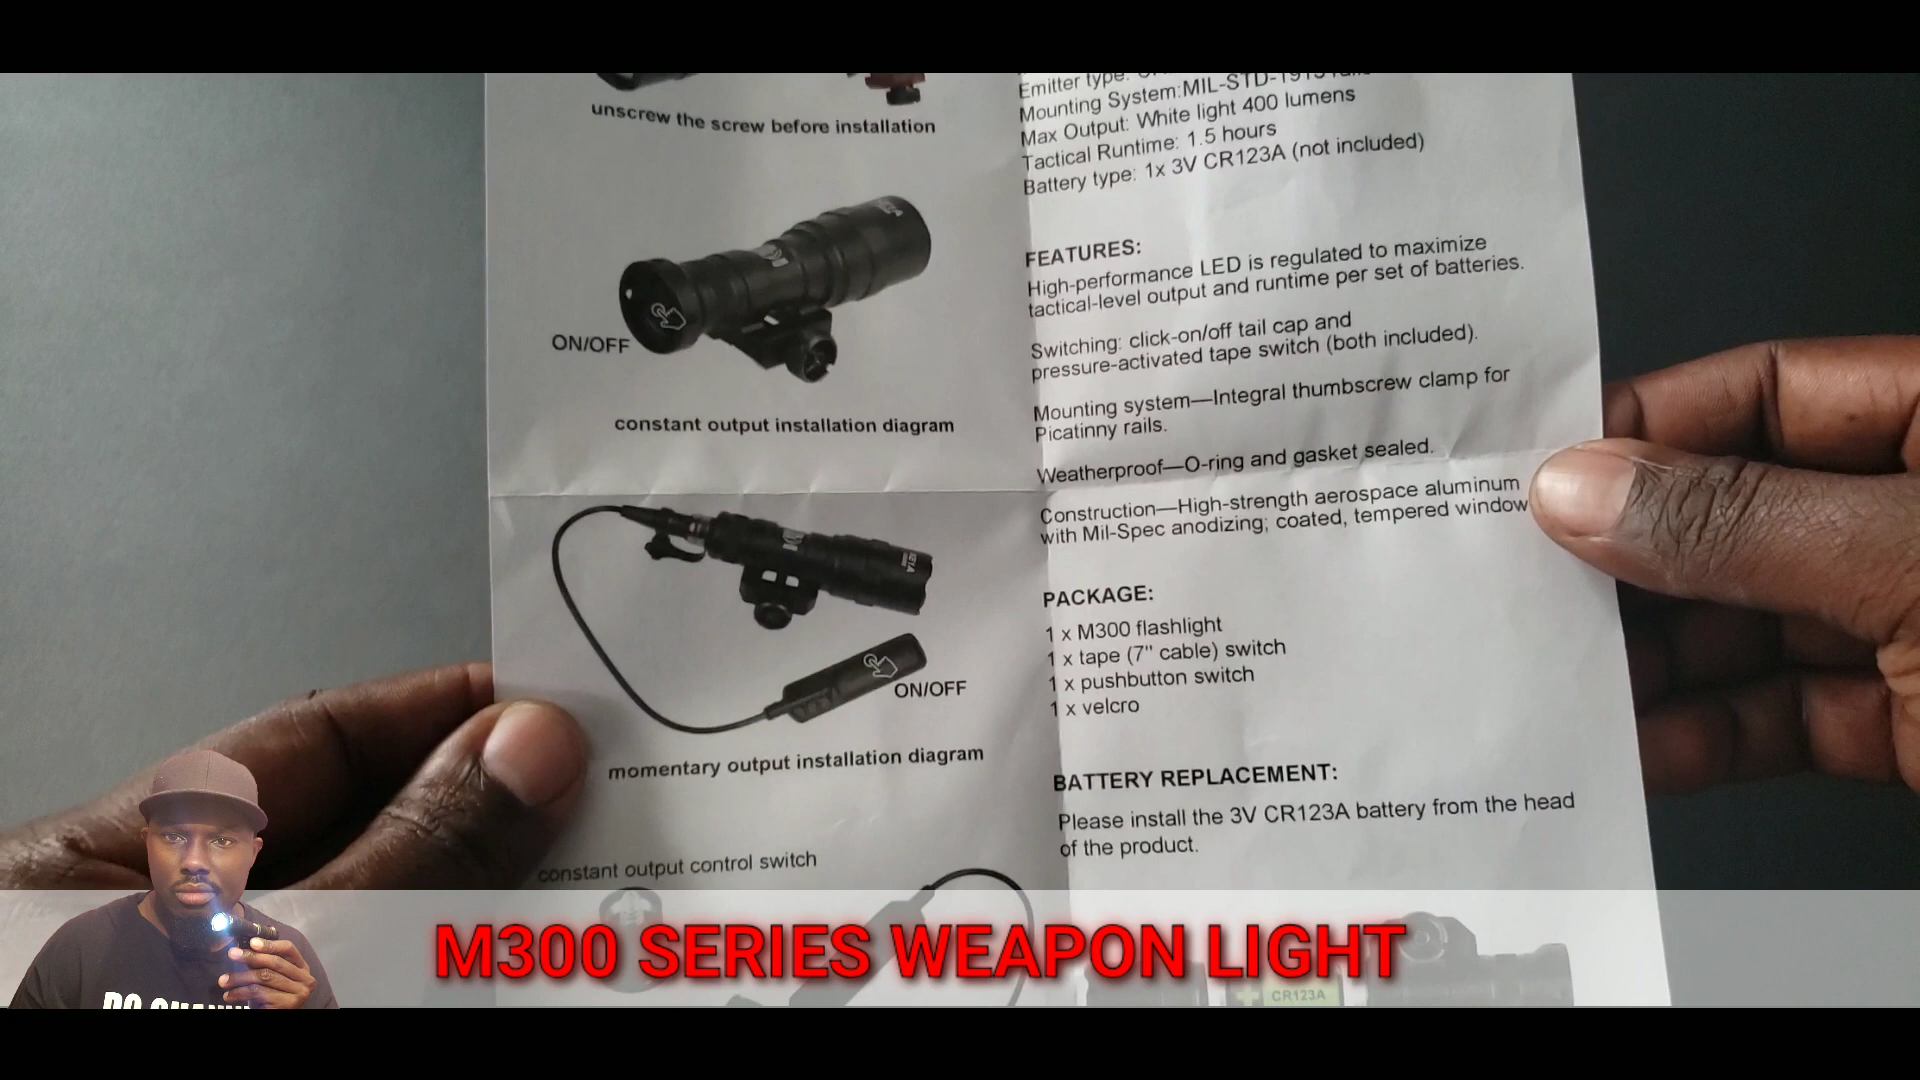 unscrew the screw before installation
ON/OFF
constant output installation diagram
ON/OFF
momentary output installation diagram
constant output control switch
Emitter type:
Mounting System:MIL-STD-1913
Max Output: White light 400 lumens
Tactical Runtime: 1.5 hours
Battery type: 1x 3V CR123A (not included)
FEATURES:
High-performance LED is regulated to maximize
tactical-level output and runtime per set of batteries.
Switching: click-on/off tail cap and
pressure-activated tape switch (both included).
Mounting system—Integral thumbscrew clamp for
Picatinny rails.
Weatherproof—O-ring and gasket sealed.
Construction—High-strength aerospace aluminum
with Mil-Spec anodizing; coated, tempered window
PACKAGE:
1 x M300 flashlight
1 x tape (7" cable) switch
1 x pushbutton switch
1 x velcro
BATTERY REPLACEMENT:
Please install the 3V CR123A battery from the head
of the product.
CR123A
M300 SERIES WEAPON LIGHT